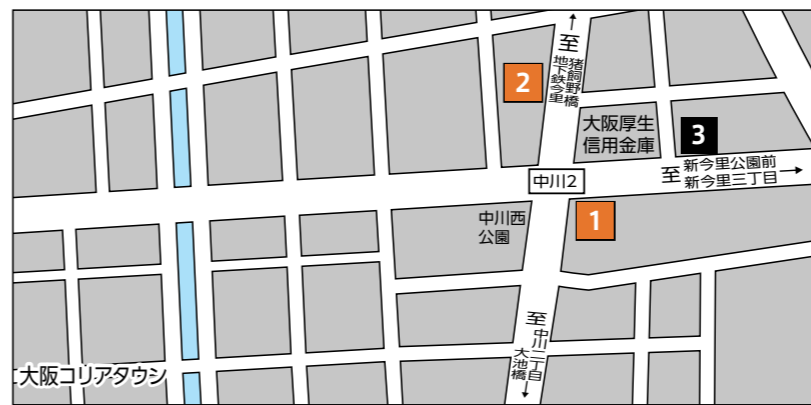 ↑
至
猪飼野橋
地下鉄今里
2
大阪厚生
信用金庫
3
中川2
至
新今里公園前
新今里三丁目
→
中川西
公園
1
至
中川二丁目
大池橋
↓
大阪コリアタウン